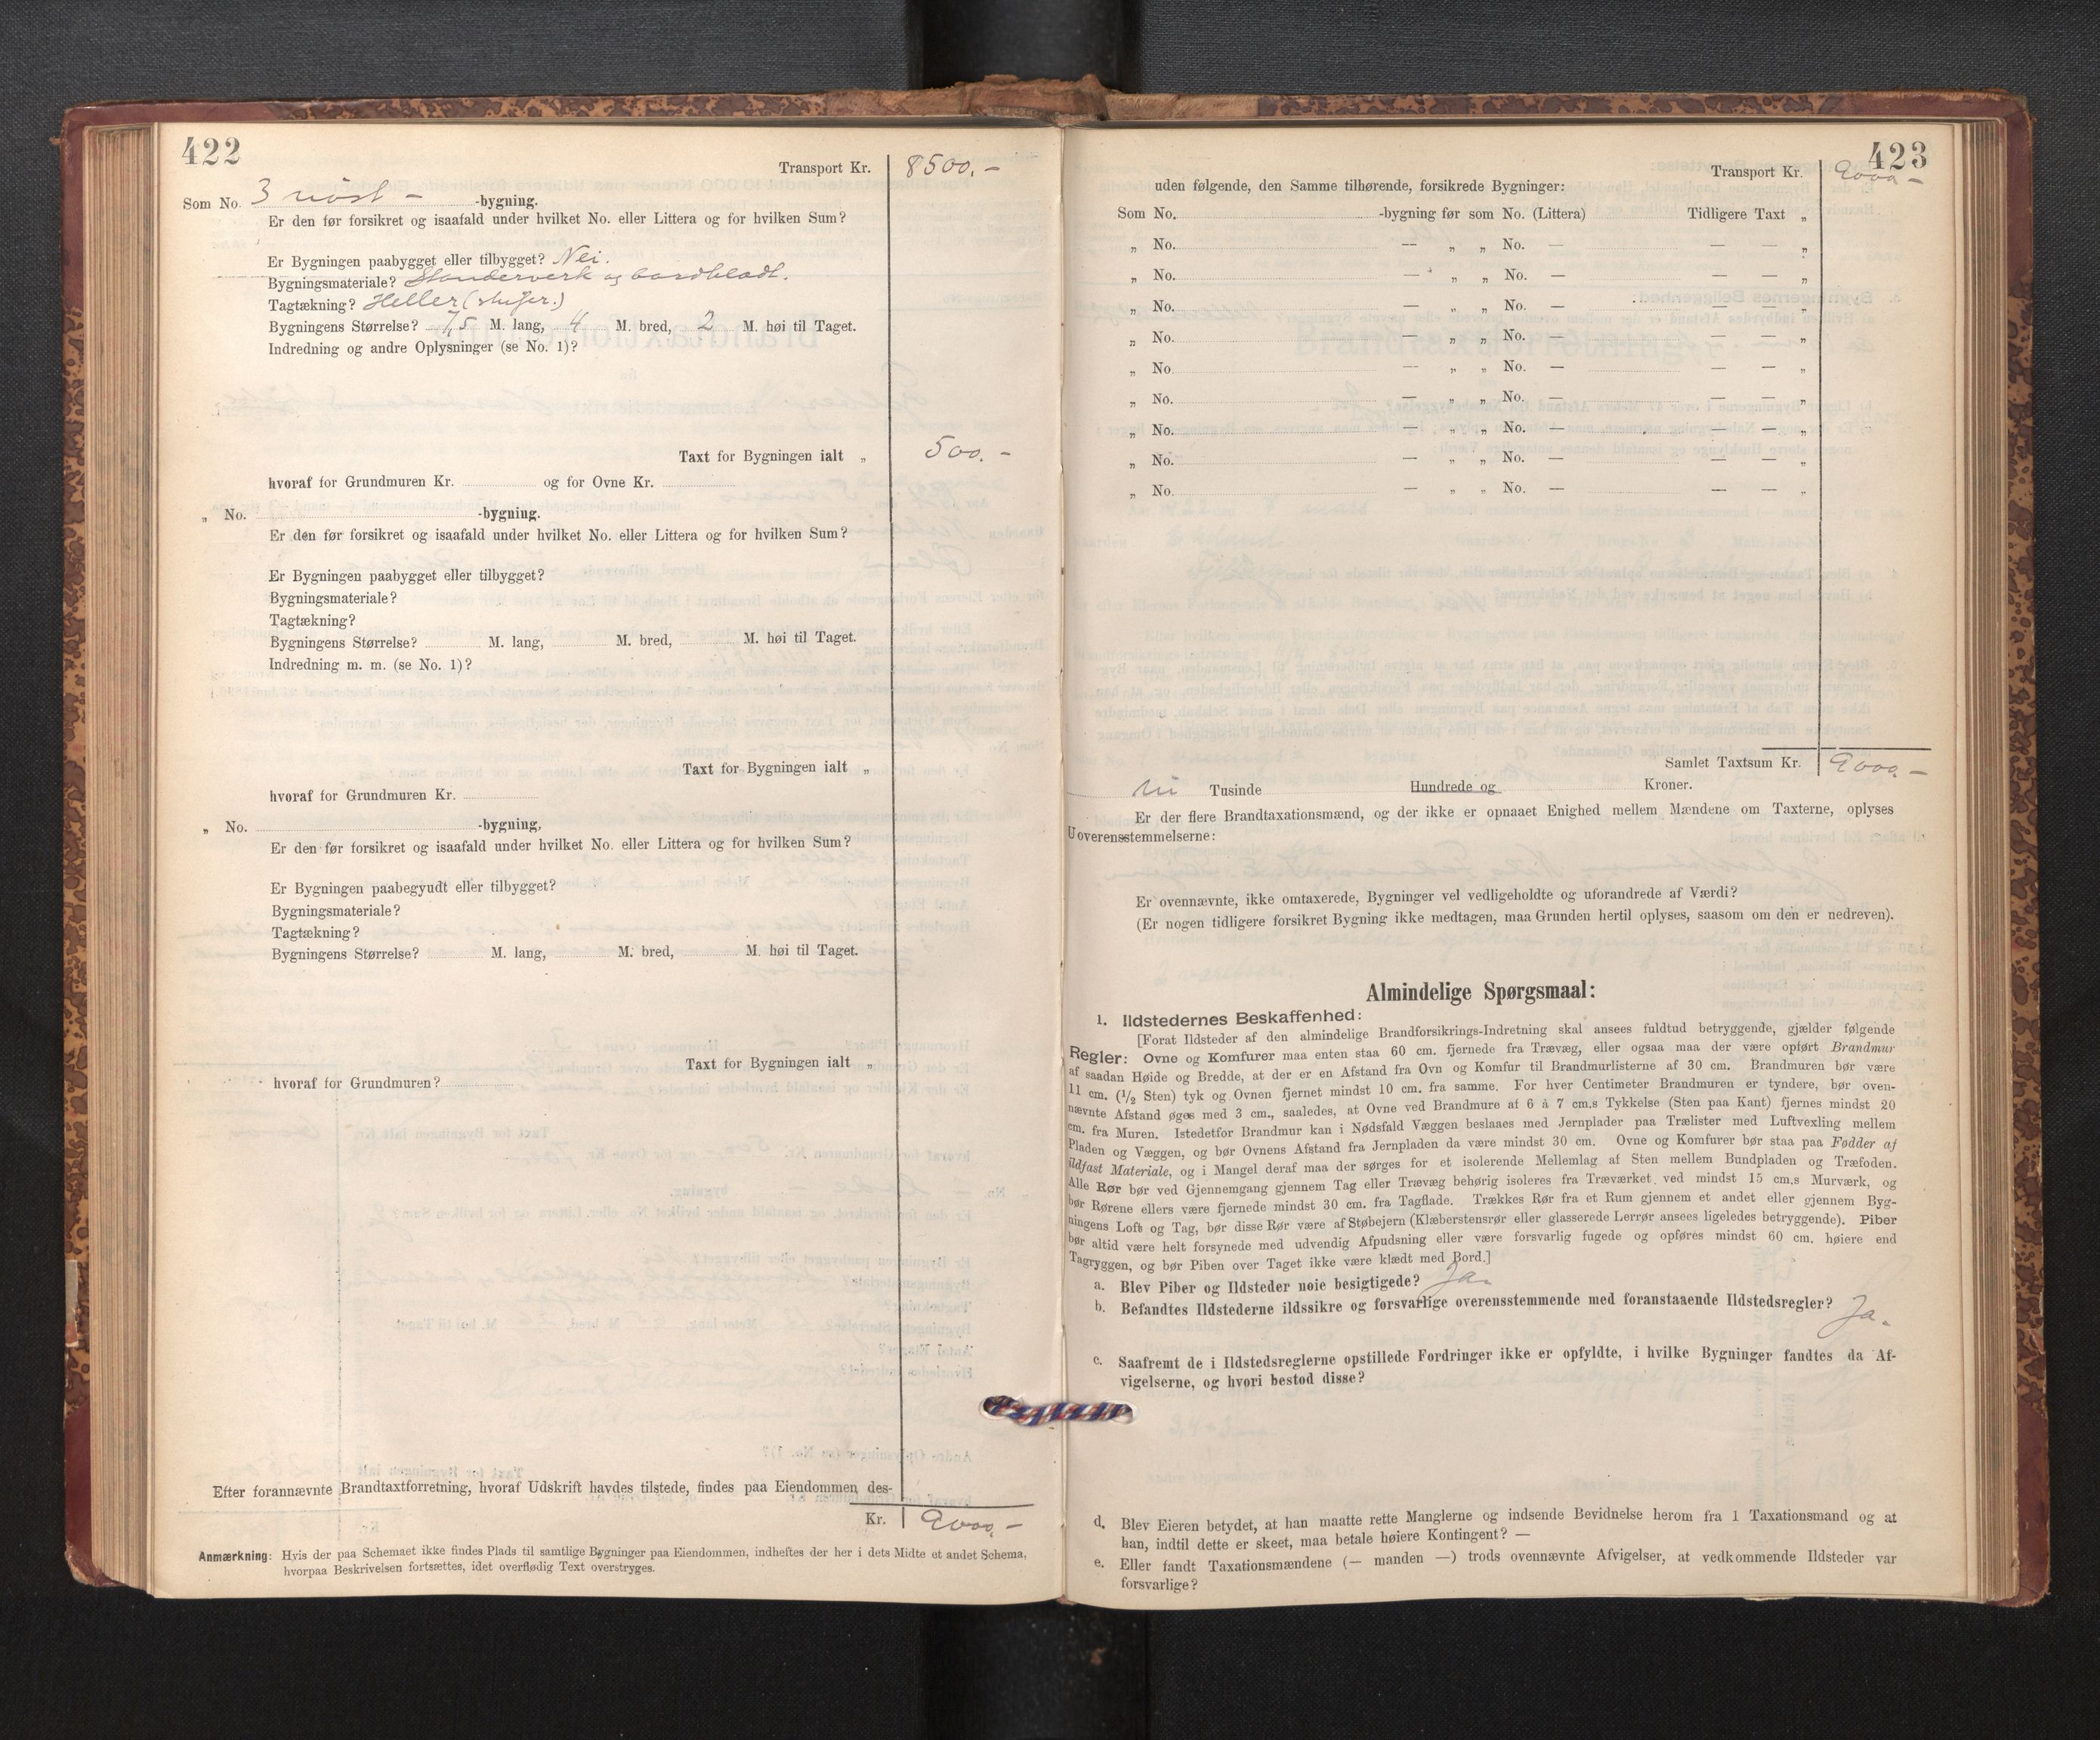 422
Transport Kr. 8500.-
Som No. 3 nöst - -bygning.
Er den før forsikret og isaafald under hvilket No. eller Littera og for hvilken Sum?
Er Bygningen paabygget eller tilbygget? Nei.
Bygningsmateriale? Standerverk og bordklædt.
Tagtækning? Heller (skifer.)
Bygningens Størrelse? 7,5 M. lang, 4 M. bred, 2 M. høi til Taget.
Indredning og andre Oplysninger (se No. 1)?
Taxt for Bygningen ialt „ 500.-
hvoraf for Grundmuren Kr. og for Ovne Kr.
„ No. -bygning.
Er den før forsikret og isaafald under hvilket No. eller Littera og for hvilken Sum?
Er Bygningen paabygget eller tilbygget?
Bygningsmateriale?
Tagtækning?
Bygningens Størrelse? M. lang, M. bred, M. høi til Taget.
Indredning m. m. (se No. 1)?
Taxt for Bygningen ialt „
hvoraf for Grundmuren Kr.
„ No. -bygning,
Er den før forsikret og isaafald under hvilket No. eller Littera og for hvilken Sum?
Er Bygningen paabegyudt eller tilbygget?
Bygningsmateriale?
Tagtækning?
Bygningens Størrelse? M. lang, M. bred, M. høi til Taget.
Taxt for Bygningen ialt „
hvoraf for Grundmuren?
Efter forannævnte Brandtaxtforretning, hvoraf Udskrift havdes tilstede, findes paa Eiendommen des-
Kr. 9000.-
Anmærkning: Hvis der paa Schemaet ikke findes Plads til samtlige Bygninger paa Eiendommen, indheftes der her i dets Midte et andet Schema,
hvorpaa Beskrivelsen fortsættes, idet overflødig Text overstryges.
423
Transport Kr. 9000-
uden følgende, den Samme tilhørende, forsikrede Bygninger:
Som No. -bygning før som No. (Littera) Tidligere Taxt „
„ No. — „ „ No. — — — „
„ No. — „ „ No. — — — „
„ No. — „ „ No. — — — „
„ No. — „ „ No. — — — „
„ No. — „ „ No. — — — „
„ No. — „ „ No. — — — „
„ No. — „ „ No. — — — „
„ No. — „ „ No. — — — „
„ No. — „ „ No. — — — „
Samlet Taxtsum Kr. 9000.-
Ni Tusinde Hundrede og Kroner.
Er der flere Brandtaxationsmænd, og der ikke er opnaaet Enighed mellem Mændene om Taxterne, oplyses
Uoverensstemmelserne:
Er ovennævnte, ikke omtaxerede, Bygninger vel vedligeholdte og uforandrede af Værdi?
(Er nogen tidligere forsikret Bygning ikke medtagen, maa Grunden hertil oplyses, saasom om den er nedreven).
Almindelige Spørgsmaal:
1. Ildstedernes Beskaffenhed:
[Forat Ildsteder af den almindelige Brandforsikrings-Indretning skal ansees fuldtud betryggende, gjælder følgende
Regler: Ovne og Komfurer maa enten staa 60 cm. fjernede fra Trævæg, eller ogsaa maa der være opført Brandmur
af saadan Høide og Bredde, at der er en Afstand fra Ovn og Komfur til Brandmurlisterne af 30 cm. Brandmuren bør være
11 cm. (1/2 Sten) tyk og Ovnen fjernet mindst 10 cm. fra samme. For hver Centimeter Brandmuren er tyndere, bør oven-
nævnte Afstand øges med 3 cm., saaledes, at Ovne ved Brandmure af 6 à 7 cm.s Tykkelse (Sten paa Kant) fjernes mindst 20
cm. fra Muren. Istedetfor Brandmur kan i Nødsfald Væggen beslaaes med Jernplader paa Trælister med Luftvexling mellem
Pladen og Væggen, og bør Ovnens Afstand fra Jernpladen da være mindst 30 cm. Ovne og Komfurer bør staa paa Fødder af
ildfast Materiale, og i Mangel deraf maa der sørges for et isolerende Mellemlag af Sten mellem Bundpladen og Træfoden.
Alle Rør bør ved Gjennemgang gjennem Tag eller Trævæg behørig isoleres fra Træværket ved mindst 15 cm.s Murværk, og
bør Rørene ellers være fjernede mindst 30 cm. fra Tagflade. Trækkes Rør fra et Rum gjennem et andet eller gjennem Byg-
ningens Loft og Tag, bør disse Rør være af Støbejern (Klæberstensrør eller glasserede Lerrør ansees ligeledes betryggende). Piber
bør altid være helt forsynede med udvendig Afpudsning eller være forsvarlig fugede og opføres mindst 60 cm. høiere end
Tagryggen, og bør Piben over Taget ikke være klædt med Bord.]
a. Blev Piber og Ildsteder nøie besigtigede? Ja.
b. Befandtes Ildstederne ildssikre og forsvarlige overensstemmende med foranstaaende Ildstedsregler? Ja.
c. Saafremt de i Ildstedsreglerne opstillede Fordringer ikke er opfyldte, i hvilke Bygninger fandtes da Af-
vigelserne, og hvori bestod disse?
d. Blev Eieren betydet, at han maatte rette Manglerne og indsende Bevidnelse herom fra 1 Taxationsmand og at
han, indtil dette er skeet, maa betale høiere Kontingent? —
e. Eller fandt Taxationsmændene (— manden —) trods ovennævnte Afvigelser, at vedkommende Ildsteder var
forsvarlige?